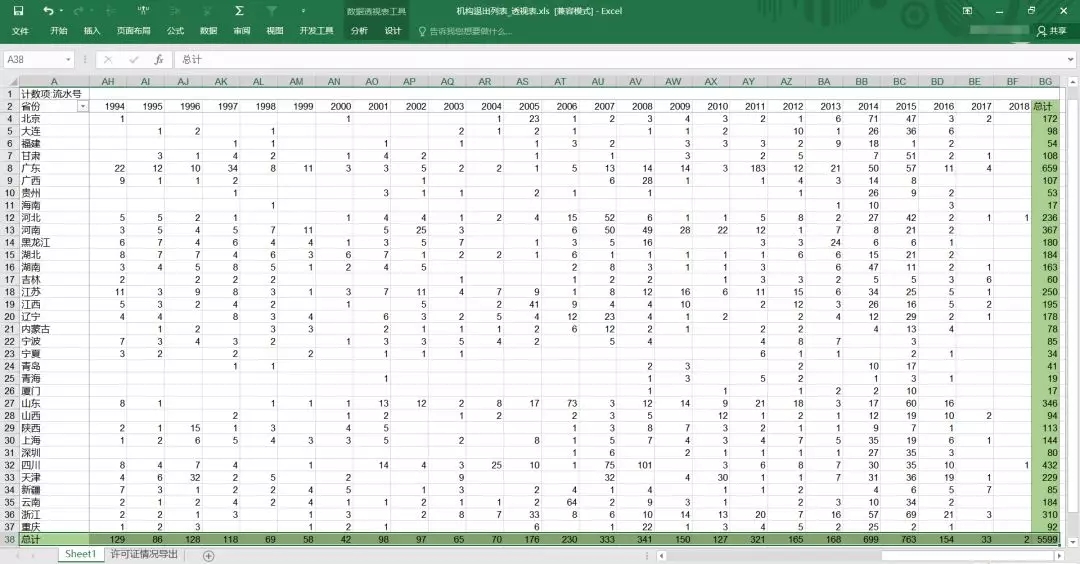 机构退出列表_透视表.xls [兼容模式] - Excel
数据透视表工具
文件 开始 插入 页面布局 公式 数据 审阅 视图 开发工具 分析 设计 告诉我您想要做什么... 共享
A38 fx 总计
A AH AI AJ AK AL AM AN AO AP AQ AR AS AT AU AV AW AX AY AZ BA BB BC BD BE BF BG
1 计数项:流水号
2 省份 1994 1995 1996 1997 1998 1999 2000 2001 2002 2003 2004 2005 2006 2007 2008 2009 2010 2011 2012 2013 2014 2015 2016 2017 2018 总计
4 北京 1 1 1 23 1 2 3 4 3 2 1 6 71 47 3 2 172
5 大连 1 2 1 2 1 2 1 1 1 2 10 1 26 36 6 98
6 福建 1 1 1 1 1 3 2 3 3 3 2 9 18 1 2 54
7 甘肃 3 1 4 2 1 4 2 1 1 3 2 5 7 51 2 1 108
8 广东 22 12 10 34 8 11 3 3 5 2 2 1 5 13 14 14 3 183 12 21 50 57 11 4 659
9 广西 9 1 1 2 1 6 28 1 1 4 3 14 8 107
10 贵州 1 3 1 1 2 1 1 1 26 9 2 53
11 海南 1 1 10 3 17
12 河北 5 5 2 1 1 4 4 1 2 4 15 52 6 1 1 5 8 2 27 42 2 1 1 236
13 河南 3 5 4 5 7 11 5 25 3 6 50 49 28 22 12 1 7 8 21 2 367
14 黑龙江 6 7 4 6 4 4 1 3 5 7 1 3 5 16 3 3 24 6 6 1 180
15 湖北 8 7 7 4 6 3 6 7 1 2 2 1 6 1 1 1 1 1 6 6 15 21 2 184
16 湖南 3 4 5 8 5 1 2 4 5 2 8 3 1 1 3 6 47 11 2 1 163
17 吉林 2 2 2 2 1 1 2 2 1 3 3 2 5 5 3 6 60
18 江苏 11 3 9 8 3 1 3 7 11 4 7 9 1 8 12 16 6 11 15 6 34 25 5 1 250
19 江西 5 3 2 4 2 1 5 2 41 9 4 4 10 2 12 3 26 16 5 2 195
20 辽宁 4 4 8 3 4 6 3 2 5 4 12 23 4 1 2 2 4 12 29 2 1 178
21 内蒙古 1 2 3 3 2 1 1 1 2 6 12 2 1 2 2 4 13 4 78
22 宁波 7 3 4 3 2 1 3 3 5 4 2 5 4 4 8 7 3 85
23 宁夏 3 2 2 2 1 1 1 6 1 1 2 1 34
24 青岛 1 1 2 3 2 10 17 41
25 青海 1 1 3 5 2 1 3 1 19
26 厦门 1 1 1 2 2 10 17
27 山东 8 1 1 1 1 13 12 2 8 17 73 3 12 14 9 21 18 3 17 60 16 346
28 山西 2 1 2 1 2 2 3 5 12 1 2 1 12 19 10 2 94
29 陕西 2 1 15 1 3 4 5 1 3 8 7 3 2 1 1 9 7 1 113
30 上海 1 2 6 5 4 3 3 5 2 8 1 5 7 4 3 4 7 5 35 19 6 1 144
31 深圳 1 6 2 1 1 1 1 27 35 3 80
32 四川 8 4 7 4 1 14 4 3 25 10 1 75 101 3 6 8 7 30 35 10 1 432
33 天津 4 6 32 2 5 2 9 32 4 30 1 1 7 31 36 19 1 229
34 新疆 7 3 1 2 2 4 5 1 3 2 4 1 4 1 1 2 4 6 5 7 85
35 云南 2 1 2 4 2 4 1 1 2 1 1 2 64 2 9 3 1 2 3 10 34 2 184
36 浙江 2 2 1 3 1 3 2 8 7 33 8 6 10 14 13 20 7 16 57 69 21 3 310
37 重庆 1 2 3 1 2 1 6 1 22 1 3 4 5 2 25 2 1 92
38 总计 129 86 128 118 69 58 42 98 97 65 70 176 230 333 341 150 127 321 165 168 699 763 154 33 2 5599
Sheet1 许可证情况导出